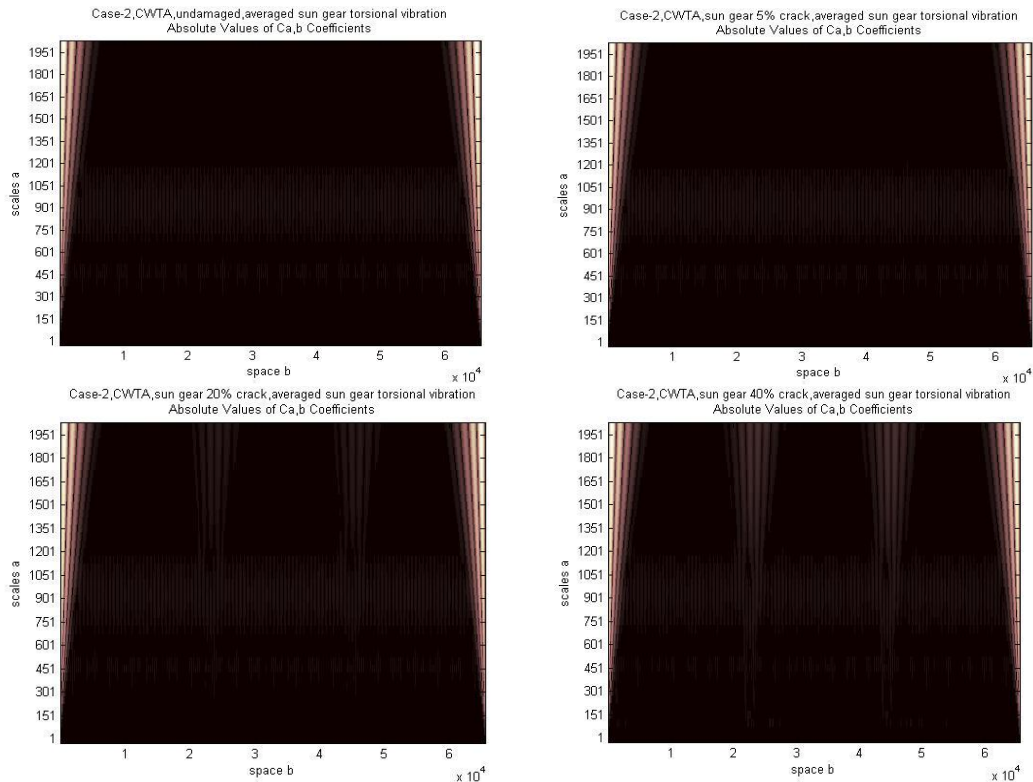 Case-2,CWTA,undamaged,averaged sun gear torsional vibration
Absolute Values of Ca,b Coefficients
scales a
1951
1801
1651
1501
1351
1201
1051
901
751
601
451
301
151
1
1 2 3 4 5 6
space b
x 10^4
Case-2,CWTA,sun gear 5% crack,averaged sun gear torsional vibration
Absolute Values of Ca,b Coefficients
scales a
1951
1801
1651
1501
1351
1201
1051
901
751
601
451
301
151
1
1 2 3 4 5 6
space b
x 10^4
Case-2,CWTA,sun gear 20% crack,averaged sun gear torsional vibration
Absolute Values of Ca,b Coefficients
scales a
1951
1801
1651
1501
1351
1201
1051
901
751
601
451
301
151
1
1 2 3 4 5 6
space b
x 10^4
Case-2,CWTA,sun gear 40% crack,averaged sun gear torsional vibration
Absolute Values of Ca,b Coefficients
scales a
1951
1801
1651
1501
1351
1201
1051
901
751
601
451
301
151
1
1 2 3 4 5 6
space b
x 10^4